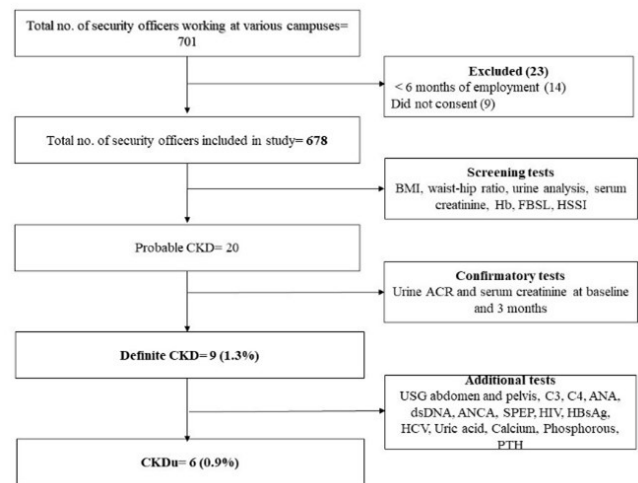 Total no. of security officers working at various campuses=
701
Excluded (23)
< 6 months of employment (14)
Did not consent (9)
Total no. of security officers included in study= 678
Screening tests
BMI, waist-hip ratio, urine analysis, serum
creatinine, Hb, FBSL, HSSI
Probable CKD= 20
Confirmatory tests
Urine ACR and serum creatinine at baseline
and 3 months
Definite CKD= 9 (1.3%)
Additional tests
USG abdomen and pelvis, C3, C4, ANA,
dsDNA, ANCA, SPEP, HIV, HBsAg,
HCV, Uric acid, Calcium, Phosphorous,
PTH
CKDu= 6 (0.9%)